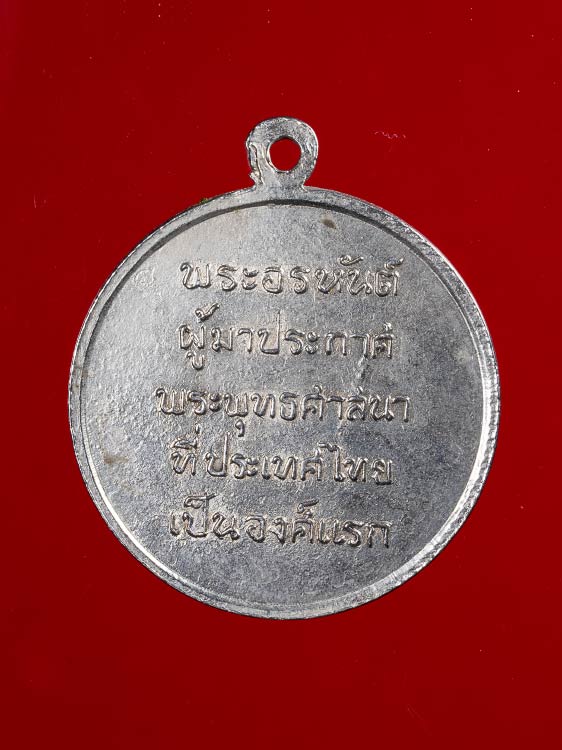 พระอรหันต์
ผู้มาประกาศ
พระพุทธศาสนา
ที่ประเทศไทย
เป็นองค์แรก